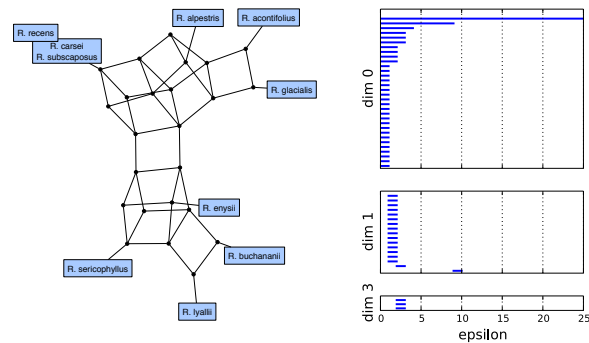 R. alpestris
R. acontifolius
R. recens
R. carsei
R. subscaposus
R. glacialis
R. enysii
R. buchananii
R. sericophyllus
R. lyallii
dim 0
dim 1
dim 3
0 5 10 15 20 25
epsilon